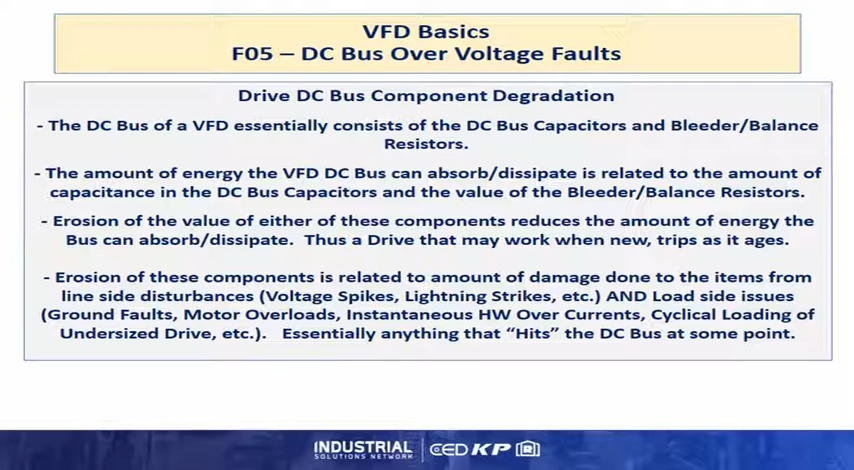 VFD Basics
F05 – DC Bus Over Voltage Faults
Drive DC Bus Component Degradation
- The DC Bus of a VFD essentially consists of the DC Bus Capacitors and Bleeder/Balance
Resistors.
- The amount of energy the VFD DC Bus can absorb/dissipate is related to the amount of
capacitance in the DC Bus Capacitors and the value of the Bleeder/Balance Resistors.
- Erosion of the value of either of these components reduces the amount of energy the
Bus can absorb/dissipate.  Thus a Drive that may work when new, trips as it ages.
- Erosion of these components is related to amount of damage done to the items from
line side disturbances (Voltage Spikes, Lightning Strikes, etc.) AND Load side issues
(Ground Faults, Motor Overloads, Instantaneous HW Over Currents, Cyclical Loading of
Undersized Drive, etc.).   Essentially anything that “Hits” the DC Bus at some point.
INDUSTRIAL
SOLUTIONS NETWORK
CED KP R